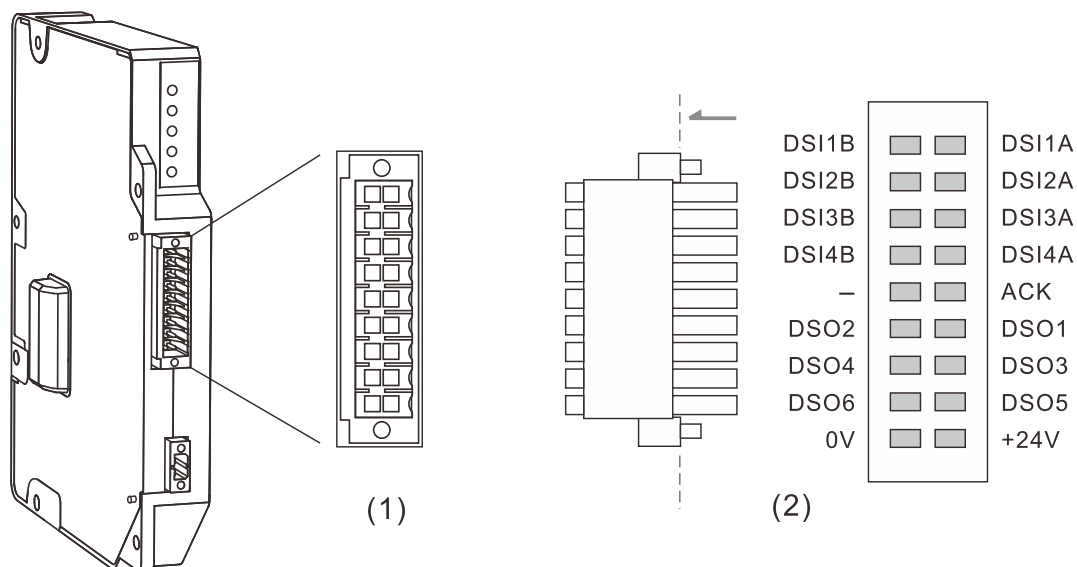 DSI1B DSI1A
DSI2B DSI2A
DSI3B DSI3A
DSI4B DSI4A
– ACK
DSO2 DSO1
DSO4 DSO3
DSO6 DSO5
0V +24V
(1) (2)